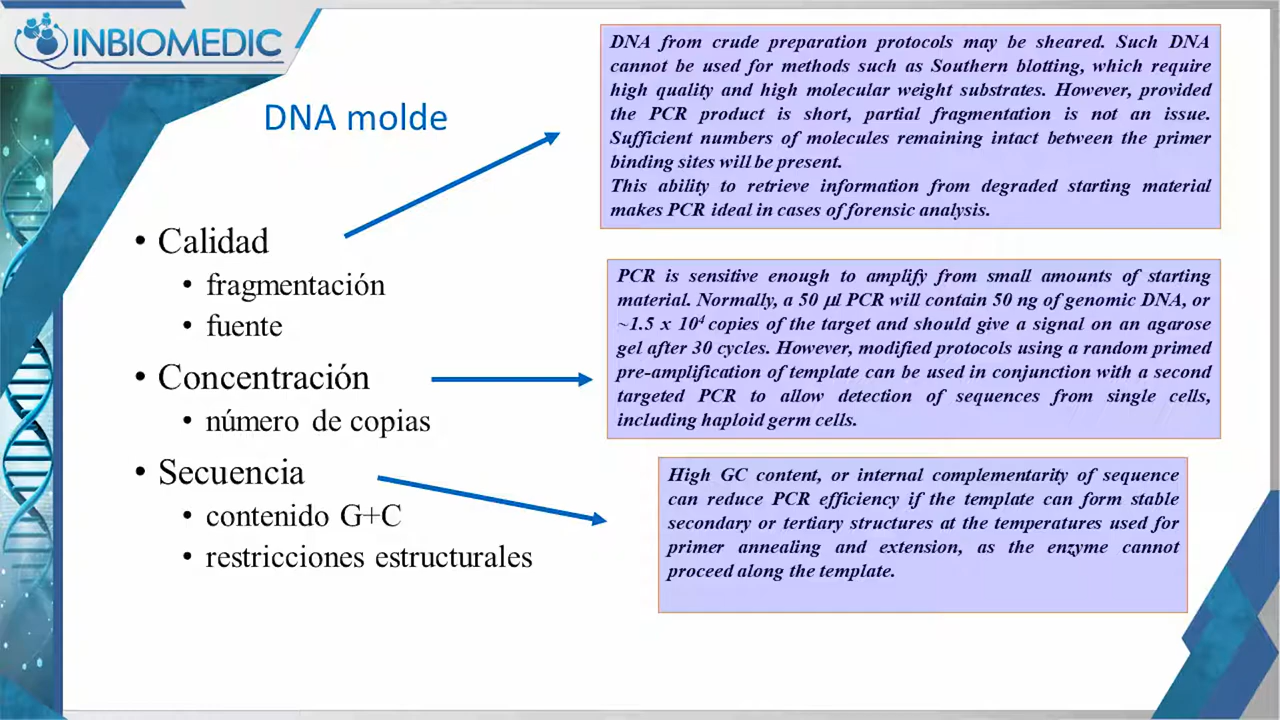 INBIOMEDIC
DNA molde
• Calidad
• fragmentación
• fuente
• Concentración
• número de copias
• Secuencia
• contenido G+C
• restricciones estructurales
DNA from crude preparation protocols may be sheared. Such DNA
cannot be used for methods such as Southern blotting, which require
high quality and high molecular weight substrates. However, provided
the PCR product is short, partial fragmentation is not an issue.
Sufficient numbers of molecules remaining intact between the primer
binding sites will be present.
This ability to retrieve information from degraded starting material
makes PCR ideal in cases of forensic analysis.
PCR is sensitive enough to amplify from small amounts of starting
material. Normally, a 50 µl PCR will contain 50 ng of genomic DNA, or
~1.5 x 10⁴ copies of the target and should give a signal on an agarose
gel after 30 cycles. However, modified protocols using a random primed
pre-amplification of template can be used in conjunction with a second
targeted PCR to allow detection of sequences from single cells,
including haploid germ cells.
High GC content, or internal complementarity of sequence
can reduce PCR efficiency if the template can form stable
secondary or tertiary structures at the temperatures used for
primer annealing and extension, as the enzyme cannot
proceed along the template.